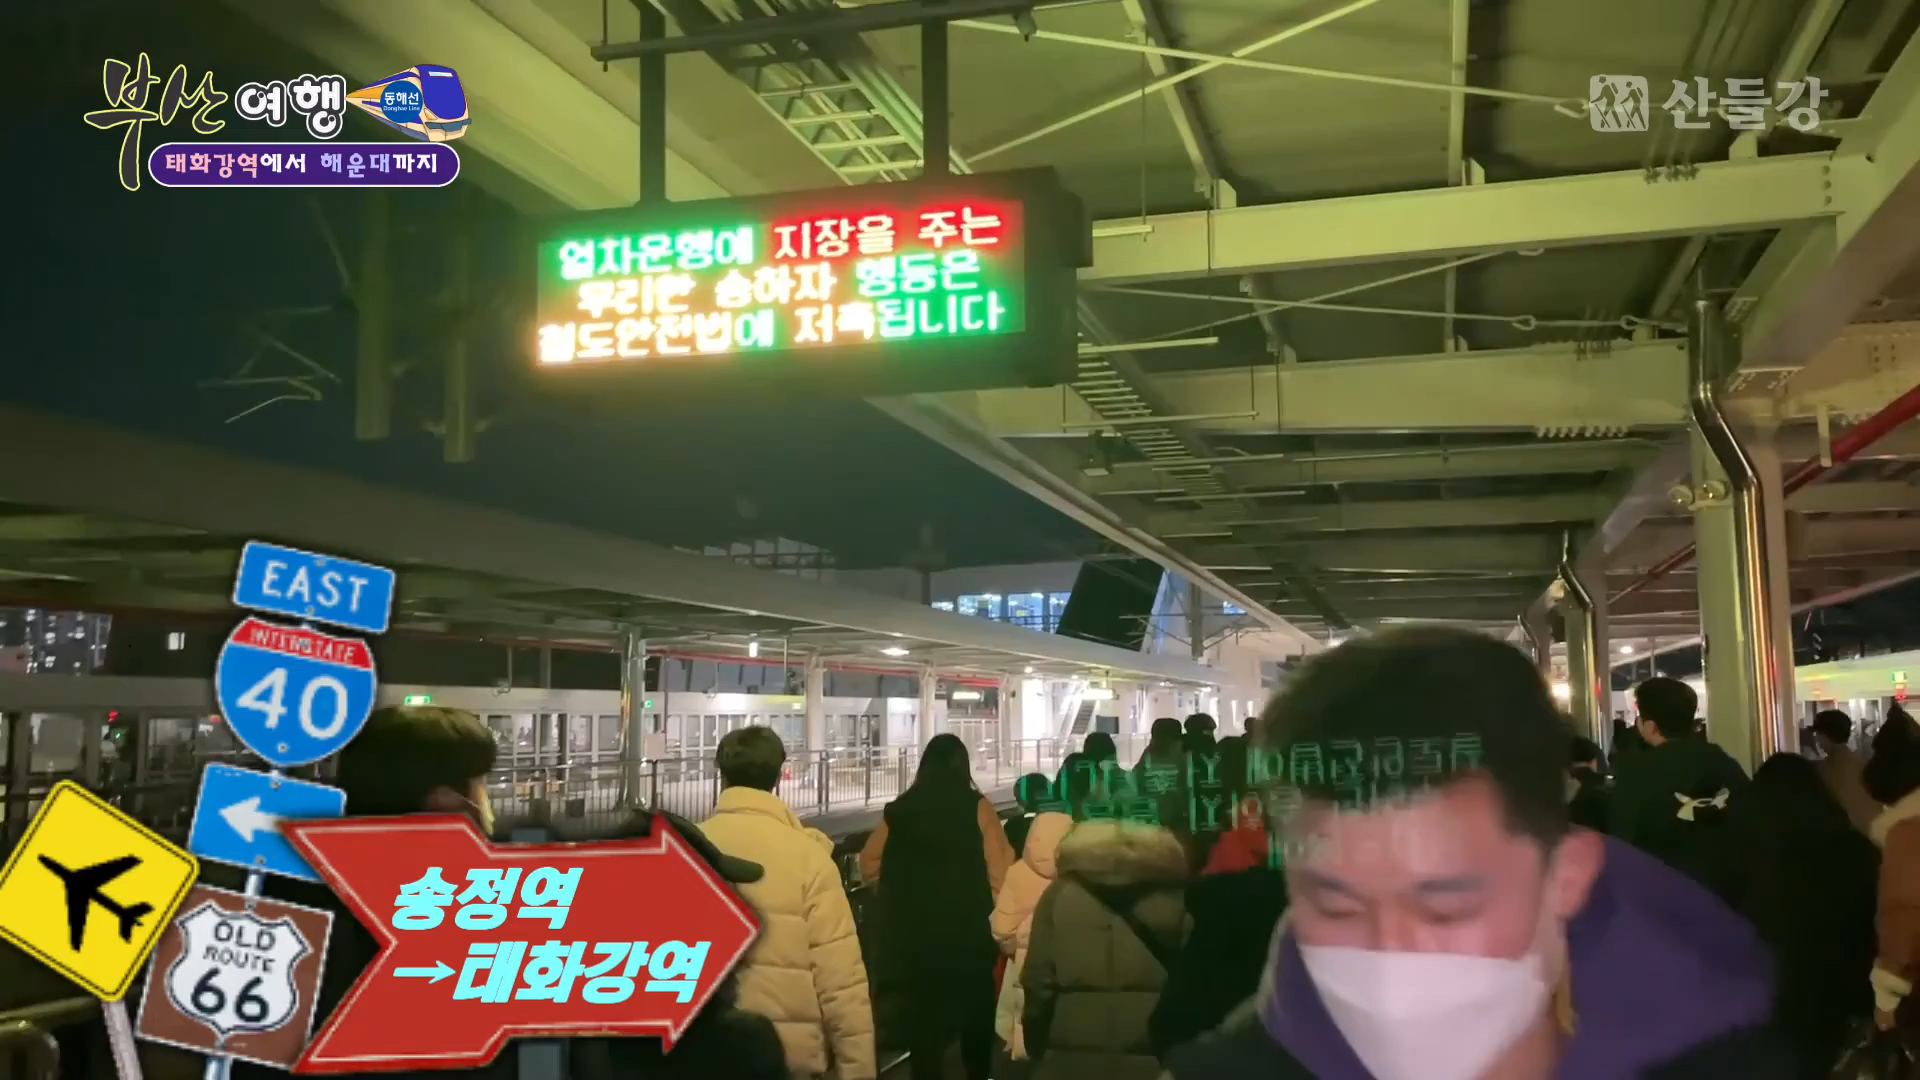 부산 여행
동해선
Donghae Line
태화강역에서 해운대까지
산들강
열차운행에 지장을 주는
무리한 승하자 행동은
철도안전법에 저촉됩니다
EAST
INTERSTATE
40
OLD
ROUTE
66
송정역
→태화강역